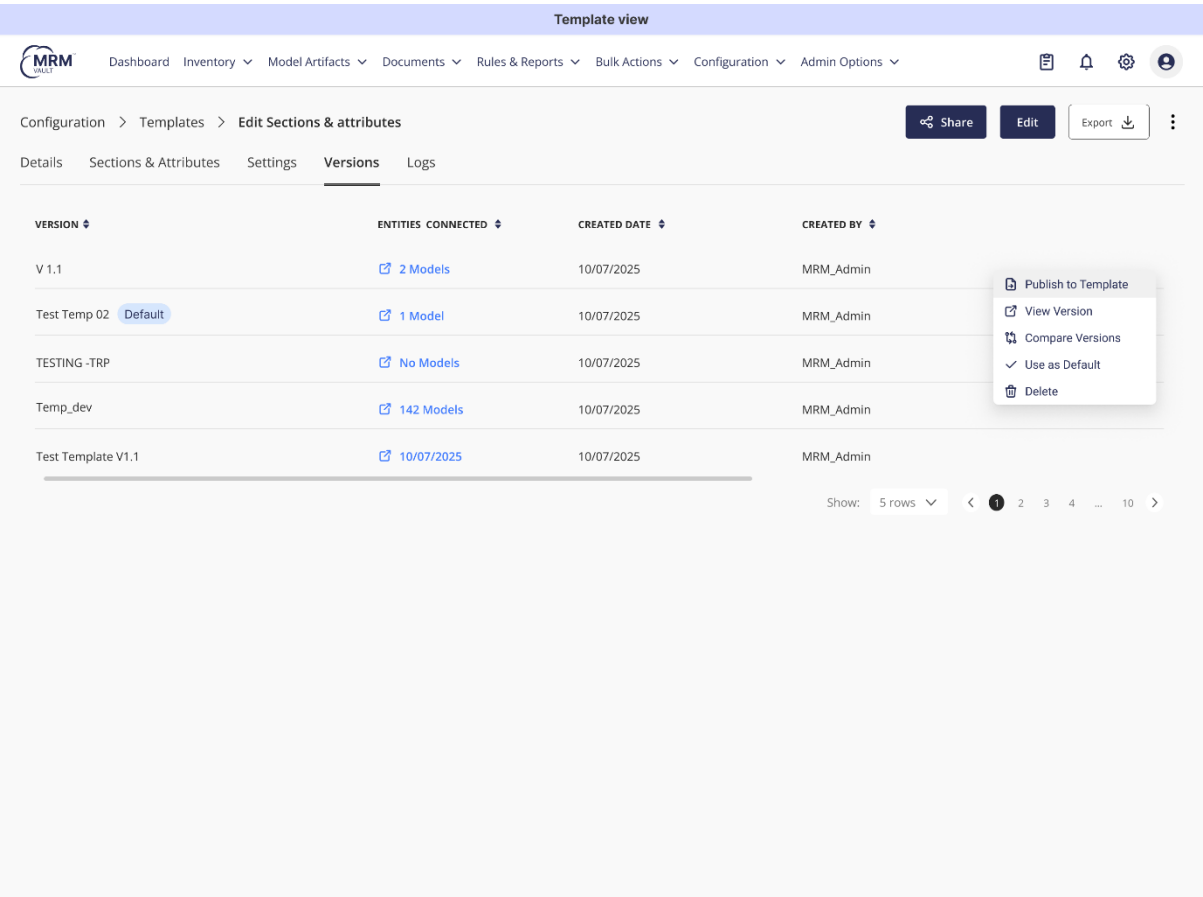 Template view
MRM
VAULT
Dashboard Inventory Model Artifacts Documents Rules & Reports Bulk Actions Configuration Admin Options
Configuration > Templates > Edit Sections & attributes
Share Edit Export
Details Sections & Attributes Settings Versions Logs
VERSION ENTITIES CONNECTED CREATED DATE CREATED BY
V 1.1 2 Models 10/07/2025 MRM_Admin
Test Temp 02 Default 1 Model 10/07/2025 MRM_Admin
TESTING -TRP No Models 10/07/2025 MRM_Admin
Temp_dev 142 Models 10/07/2025 MRM_Admin
Test Template V1.1 10/07/2025 10/07/2025 MRM_Admin
Publish to Template
View Version
Compare Versions
Use as Default
Delete
Show: 5 rows 1 2 3 4 ... 10